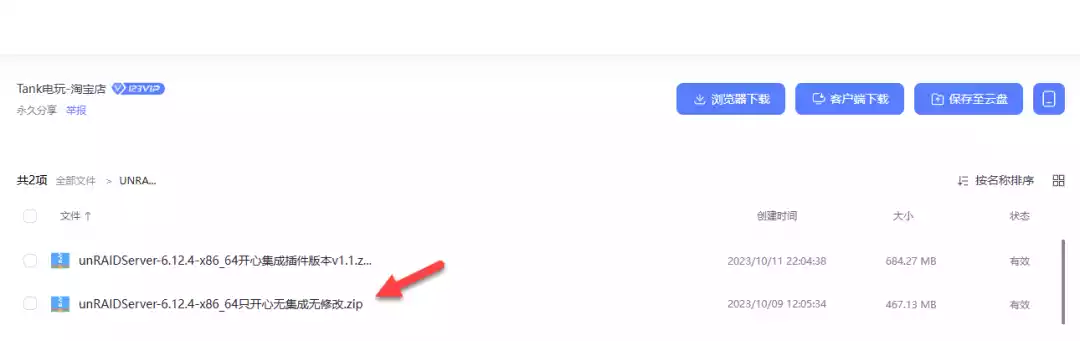 Tank电玩-淘宝店 123VIP
永久分享 举报
浏览器下载 客户端下载 保存至云盘
共2项 全部文件 > UNRA... 按名称排序
文件 ↑ 创建时间 大小 状态
unRAIDServer-6.12.4-x86_64开心集成插件版本v1.1.z... 2023/10/11 22:04:38 684.27 MB 有效
unRAIDServer-6.12.4-x86_64只开心无集成无修改.zip 2023/10/09 12:05:34 467.13 MB 有效